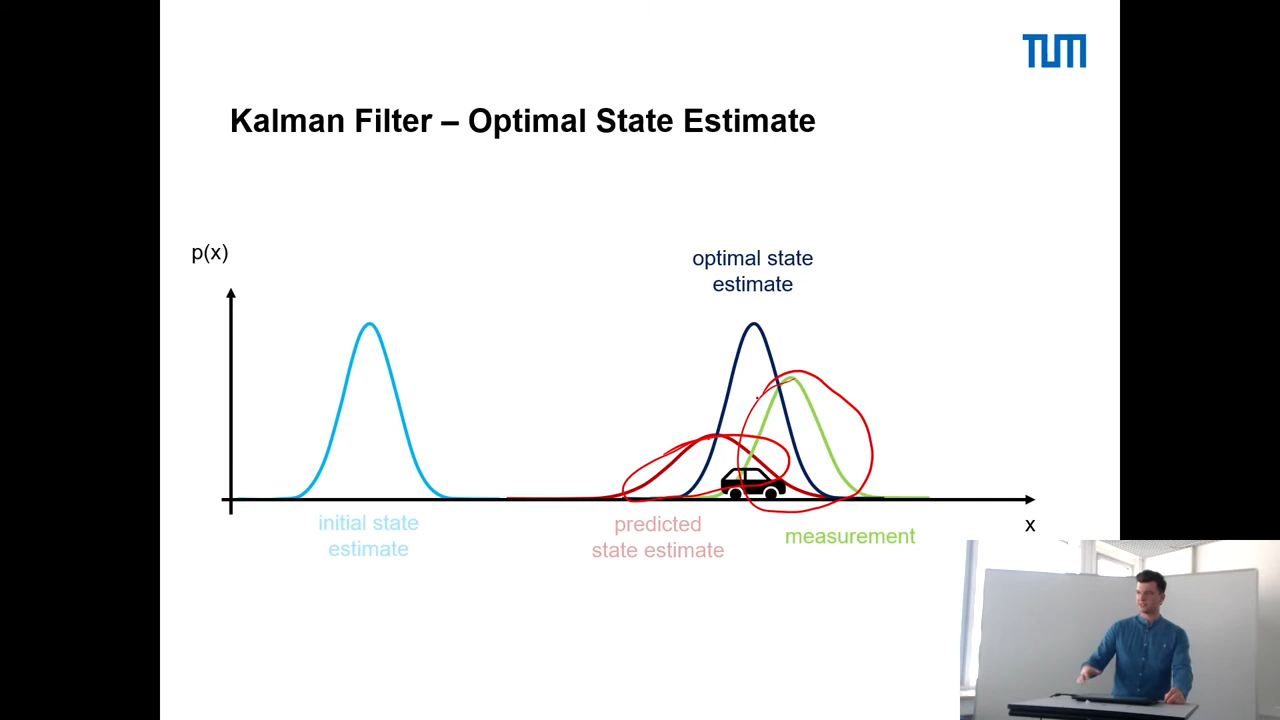 TUM
Kalman Filter – Optimal State Estimate
p(x)
optimal state
estimate
initial state
estimate
predicted
state estimate
measurement
x